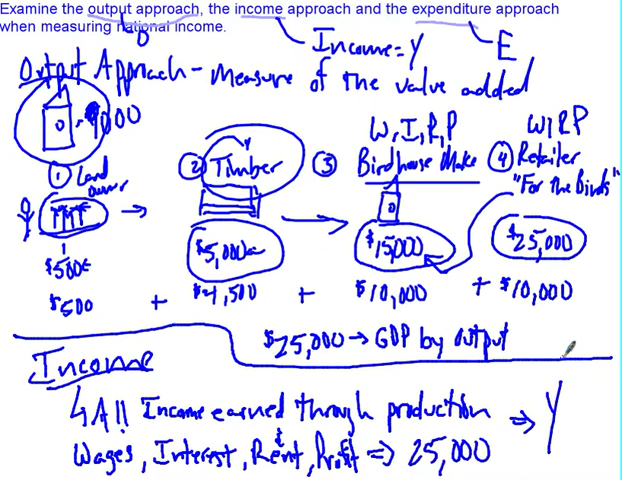 Examine the output approach, the income approach and the expenditure approach
when measuring national income.
O
Income = Y
E
Output Approach - Measure of the value added
1000
W, I, R, P
W I R P
① Land owner
② Timber
③ Birdhouse Maker
④ Retailer
"For the Birds"
$500
$5,000
$15,000
$25,000
$500 + $4,500 + $10,000 + $10,000
$25,000 → GDP by output
Income
↳ All Income earned through production ⇒ Y
Wages, Interest, Rent, & Profit ⇒ 25,000